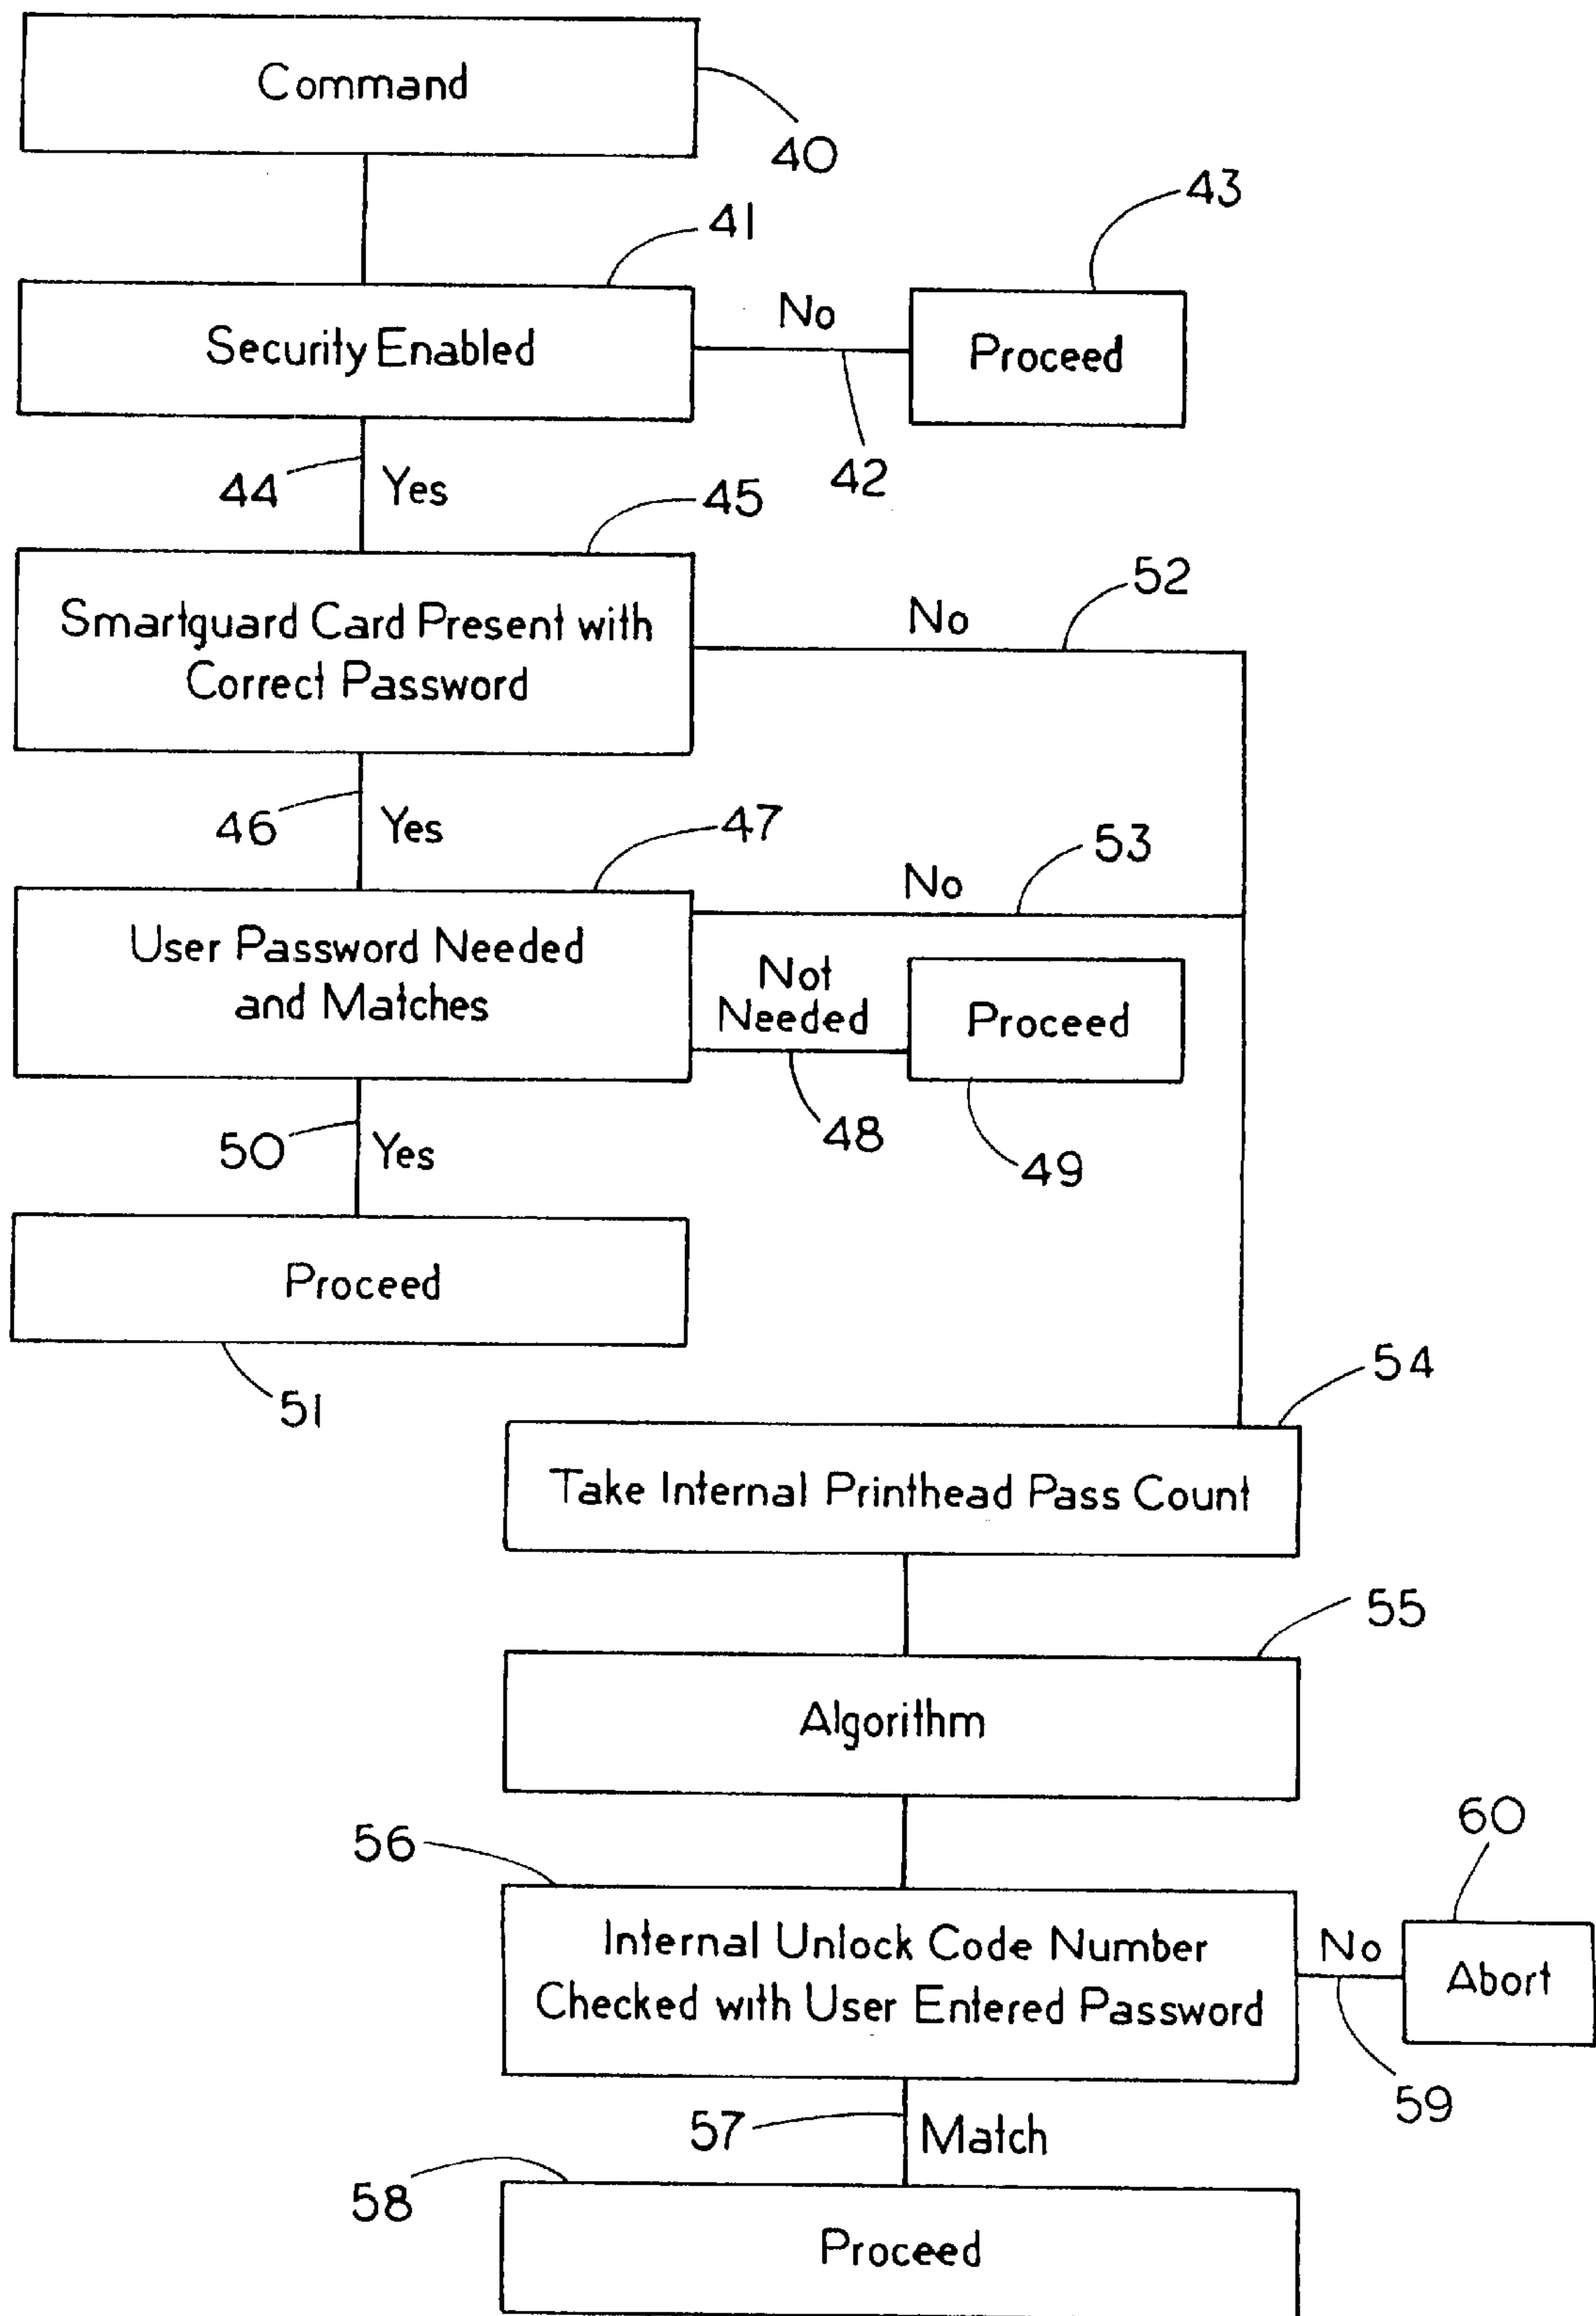 Command
40
41
43
Security Enabled
No
Proceed
42
44
Yes
45
Smartguard Card Present with
Correct Password
No
52
46
Yes
47
User Password Needed
and Matches
No
53
Not
Needed
Proceed
48
49
50
Yes
Proceed
51
54
Take Internal Printhead Pass Count
55
Algorithm
56
60
Internal Unlock Code Number
Checked with User Entered Password
No
Abort
59
57
Match
58
Proceed